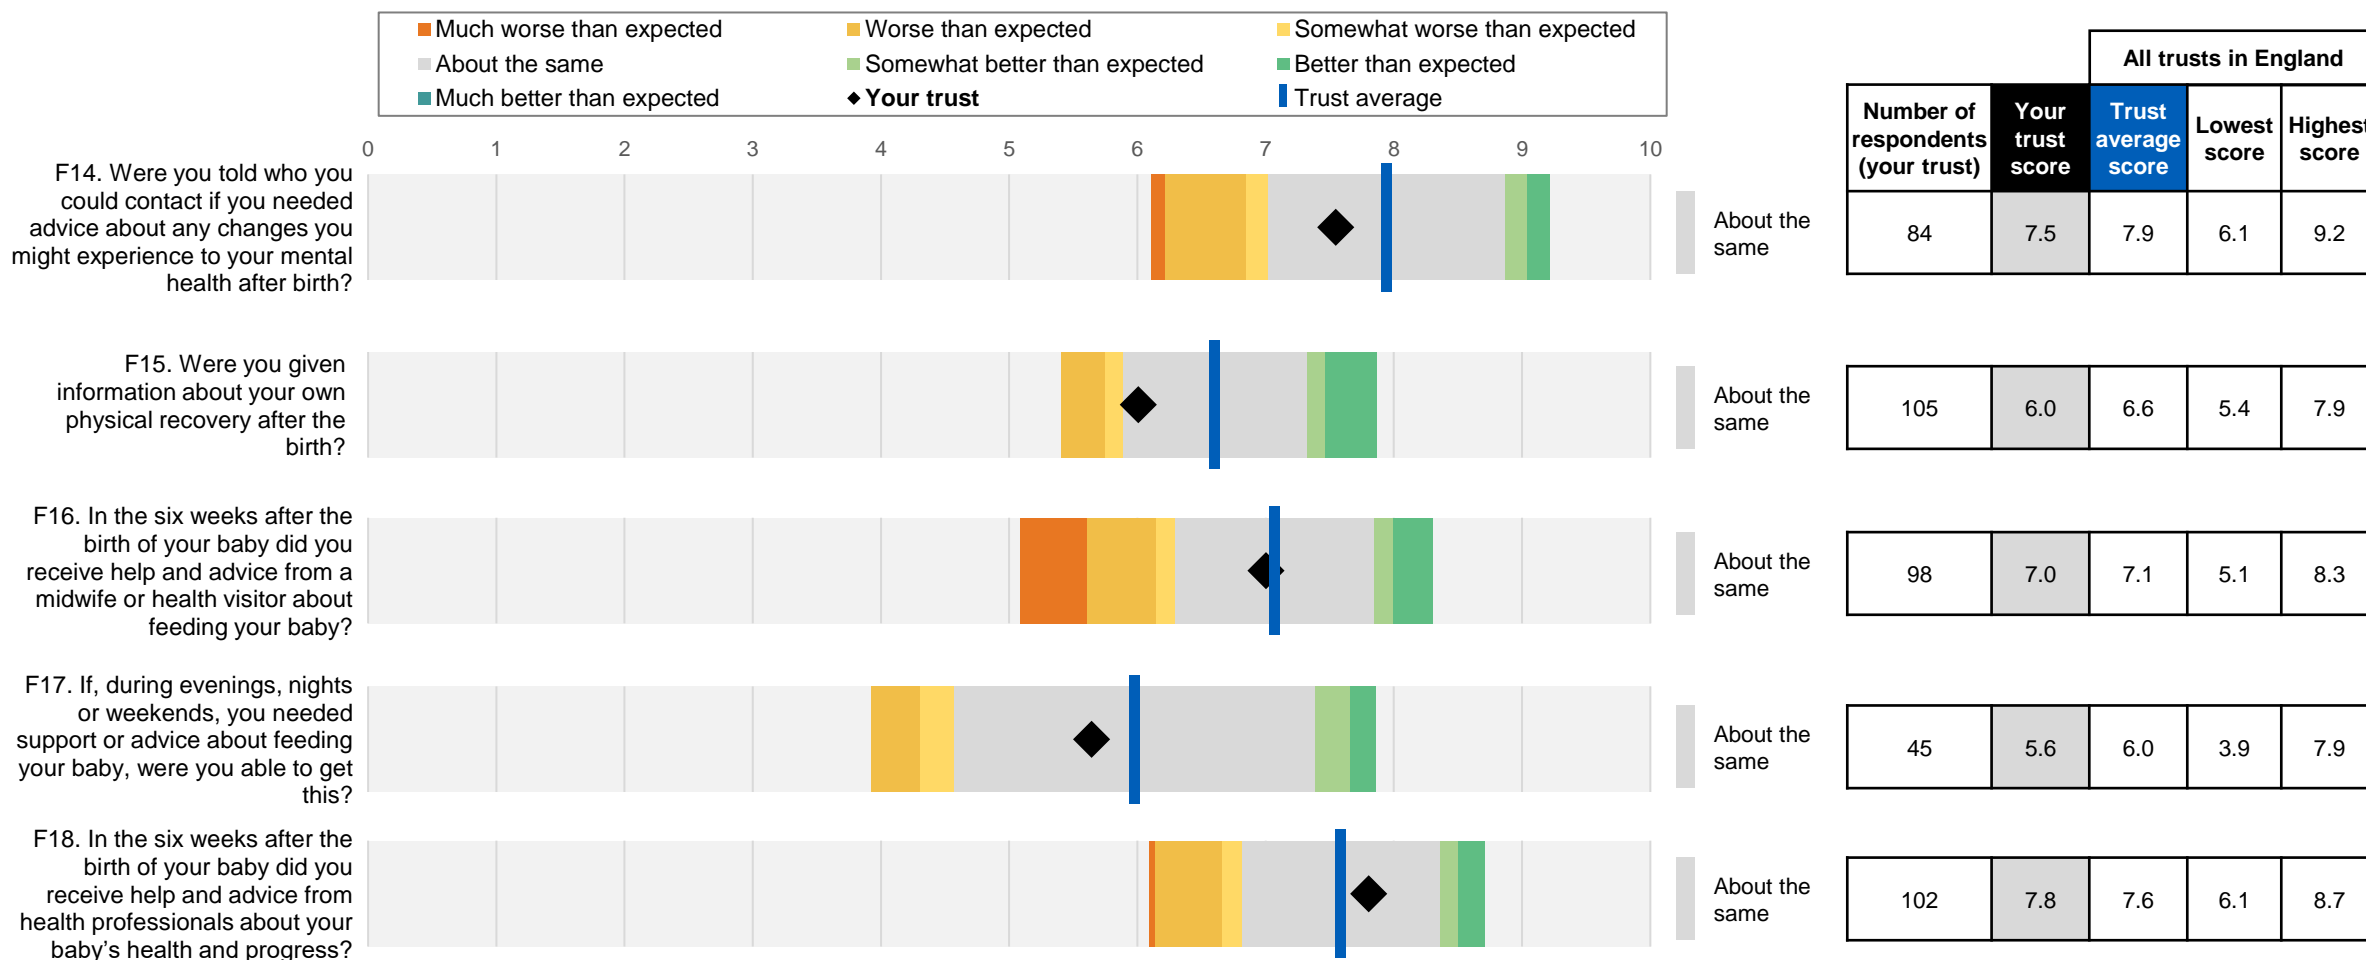 Much worse than expected
Worse than expected
Somewhat worse than expected
About the same
Somewhat better than expected
Better than expected
Much better than expected
Your trust
Trust average
All trusts in England
Number of
respondents
(your trust)
Your
trust
score
Trust
average
score
Lowest
score
Highest
score
0 1 2 3 4 5 6 7 8 9 10
F14. Were you told who you
could contact if you needed
advice about any changes you
might experience to your mental
health after birth?
About the
same
84 7.5 7.9 6.1 9.2
F15. Were you given
information about your own
physical recovery after the
birth?
About the
same
105 6.0 6.6 5.4 7.9
F16. In the six weeks after the
birth of your baby did you
receive help and advice from a
midwife or health visitor about
feeding your baby?
About the
same
98 7.0 7.1 5.1 8.3
F17. If, during evenings, nights
or weekends, you needed
support or advice about feeding
your baby, were you able to get
this?
About the
same
45 5.6 6.0 3.9 7.9
F18. In the six weeks after the
birth of your baby did you
receive help and advice from
health professionals about your
baby’s health and progress?
About the
same
102 7.8 7.6 6.1 8.7